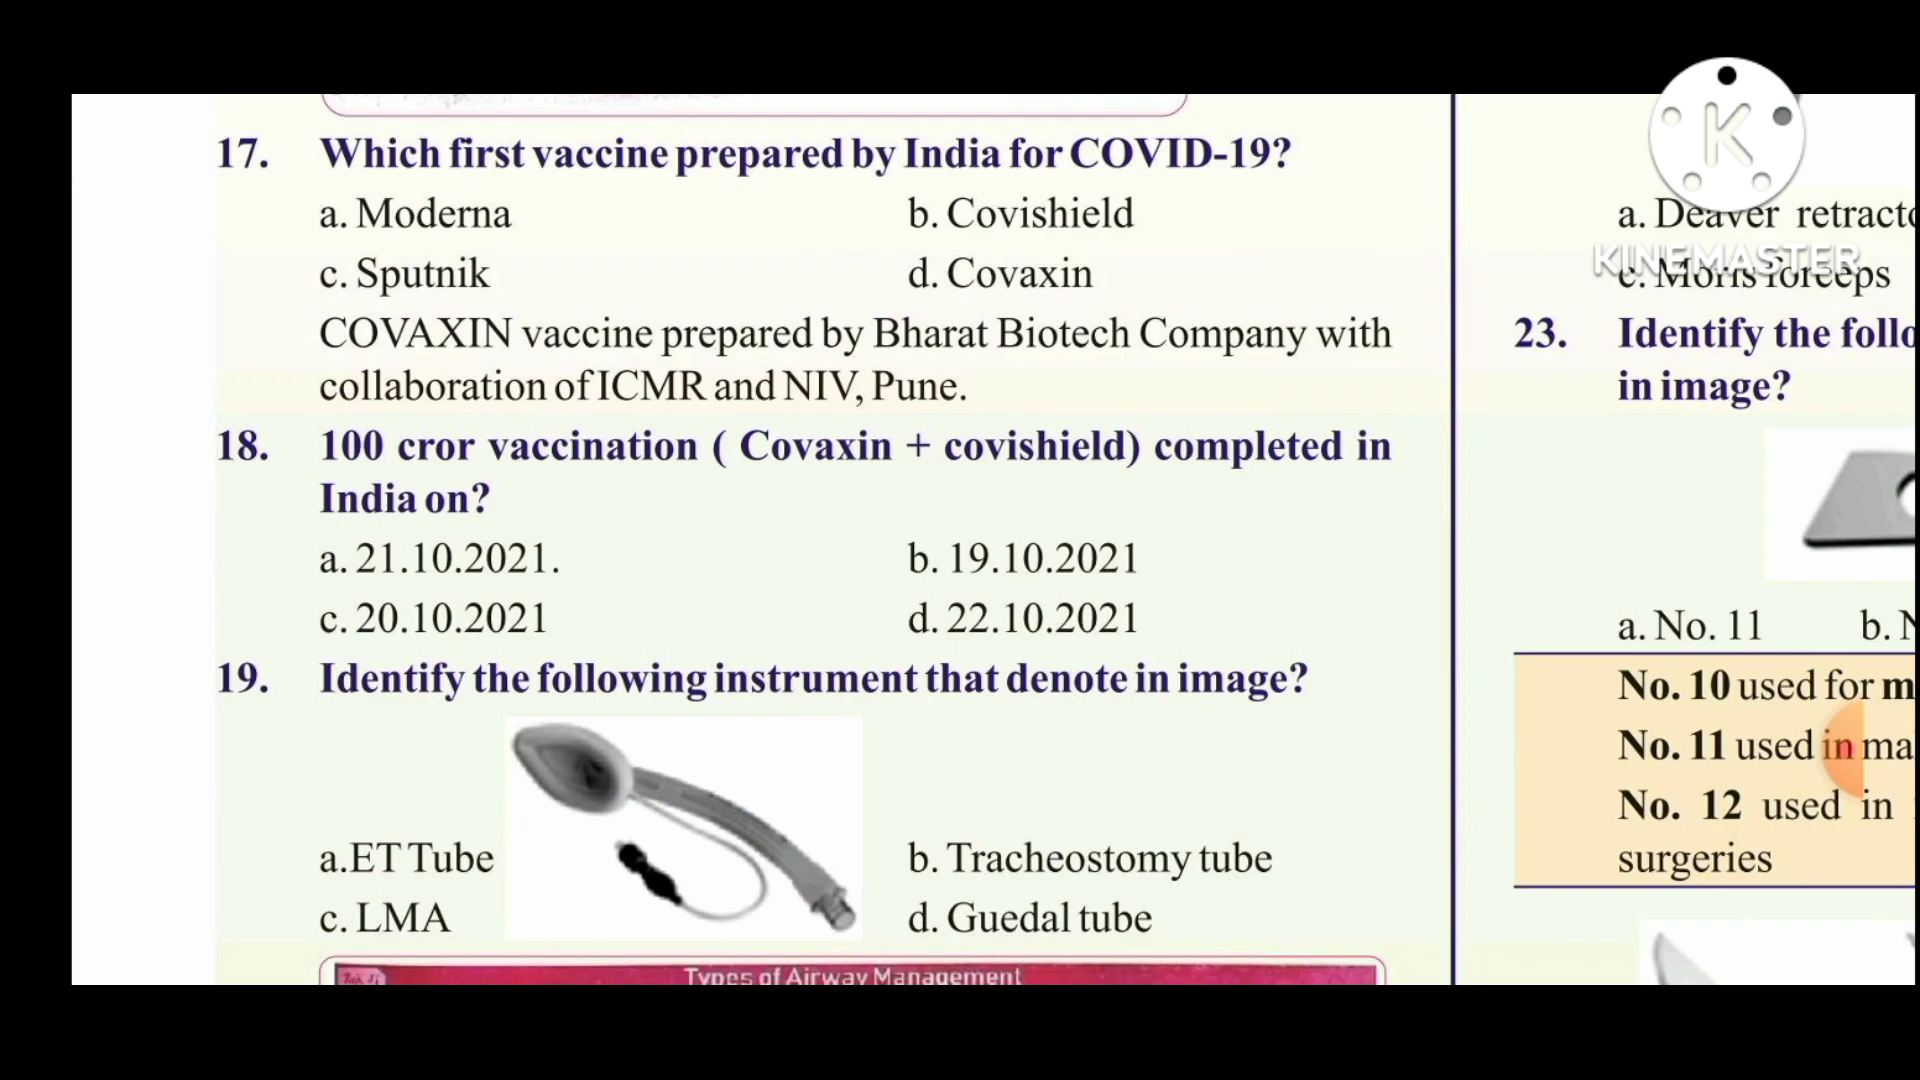 17. Which first vaccine prepared by India for COVID-19?
a. Moderna b. Covishield
c. Sputnik d. Covaxin
COVAXIN vaccine prepared by Bharat Biotech Company with
collaboration of ICMR and NIV, Pune.
18. 100 cror vaccination ( Covaxin + covishield) completed in
India on?
a. 21.10.2021. b. 19.10.2021
c. 20.10.2021 d. 22.10.2021
19. Identify the following instrument that denote in image?
a.ET Tube b. Tracheostomy tube
c. LMA d. Guedal tube
Types of Airway Management
K
KINEMASTER
a. Deaver retracto
c. Moris forceps
23. Identify the follo
in image?
a. No. 11 b. N
No. 10 used for m
No. 11 used in ma
No. 12 used in
surgeries